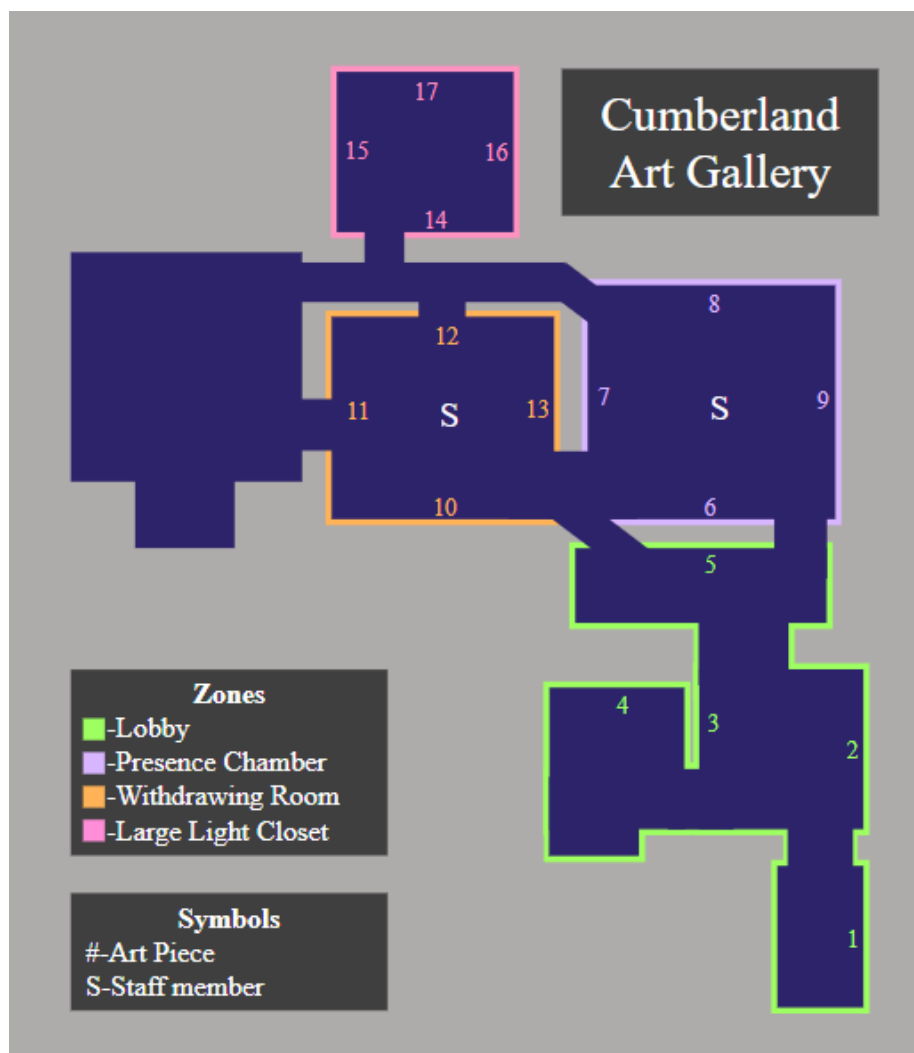 Cumberland
Art Gallery
17
15
16
14
8
12
7
9
11
S
13
S
10
6
5
4
3
2
1
Zones
-Lobby
-Presence Chamber
-Withdrawing Room
-Large Light Closet
Symbols
#-Art Piece
S-Staff member